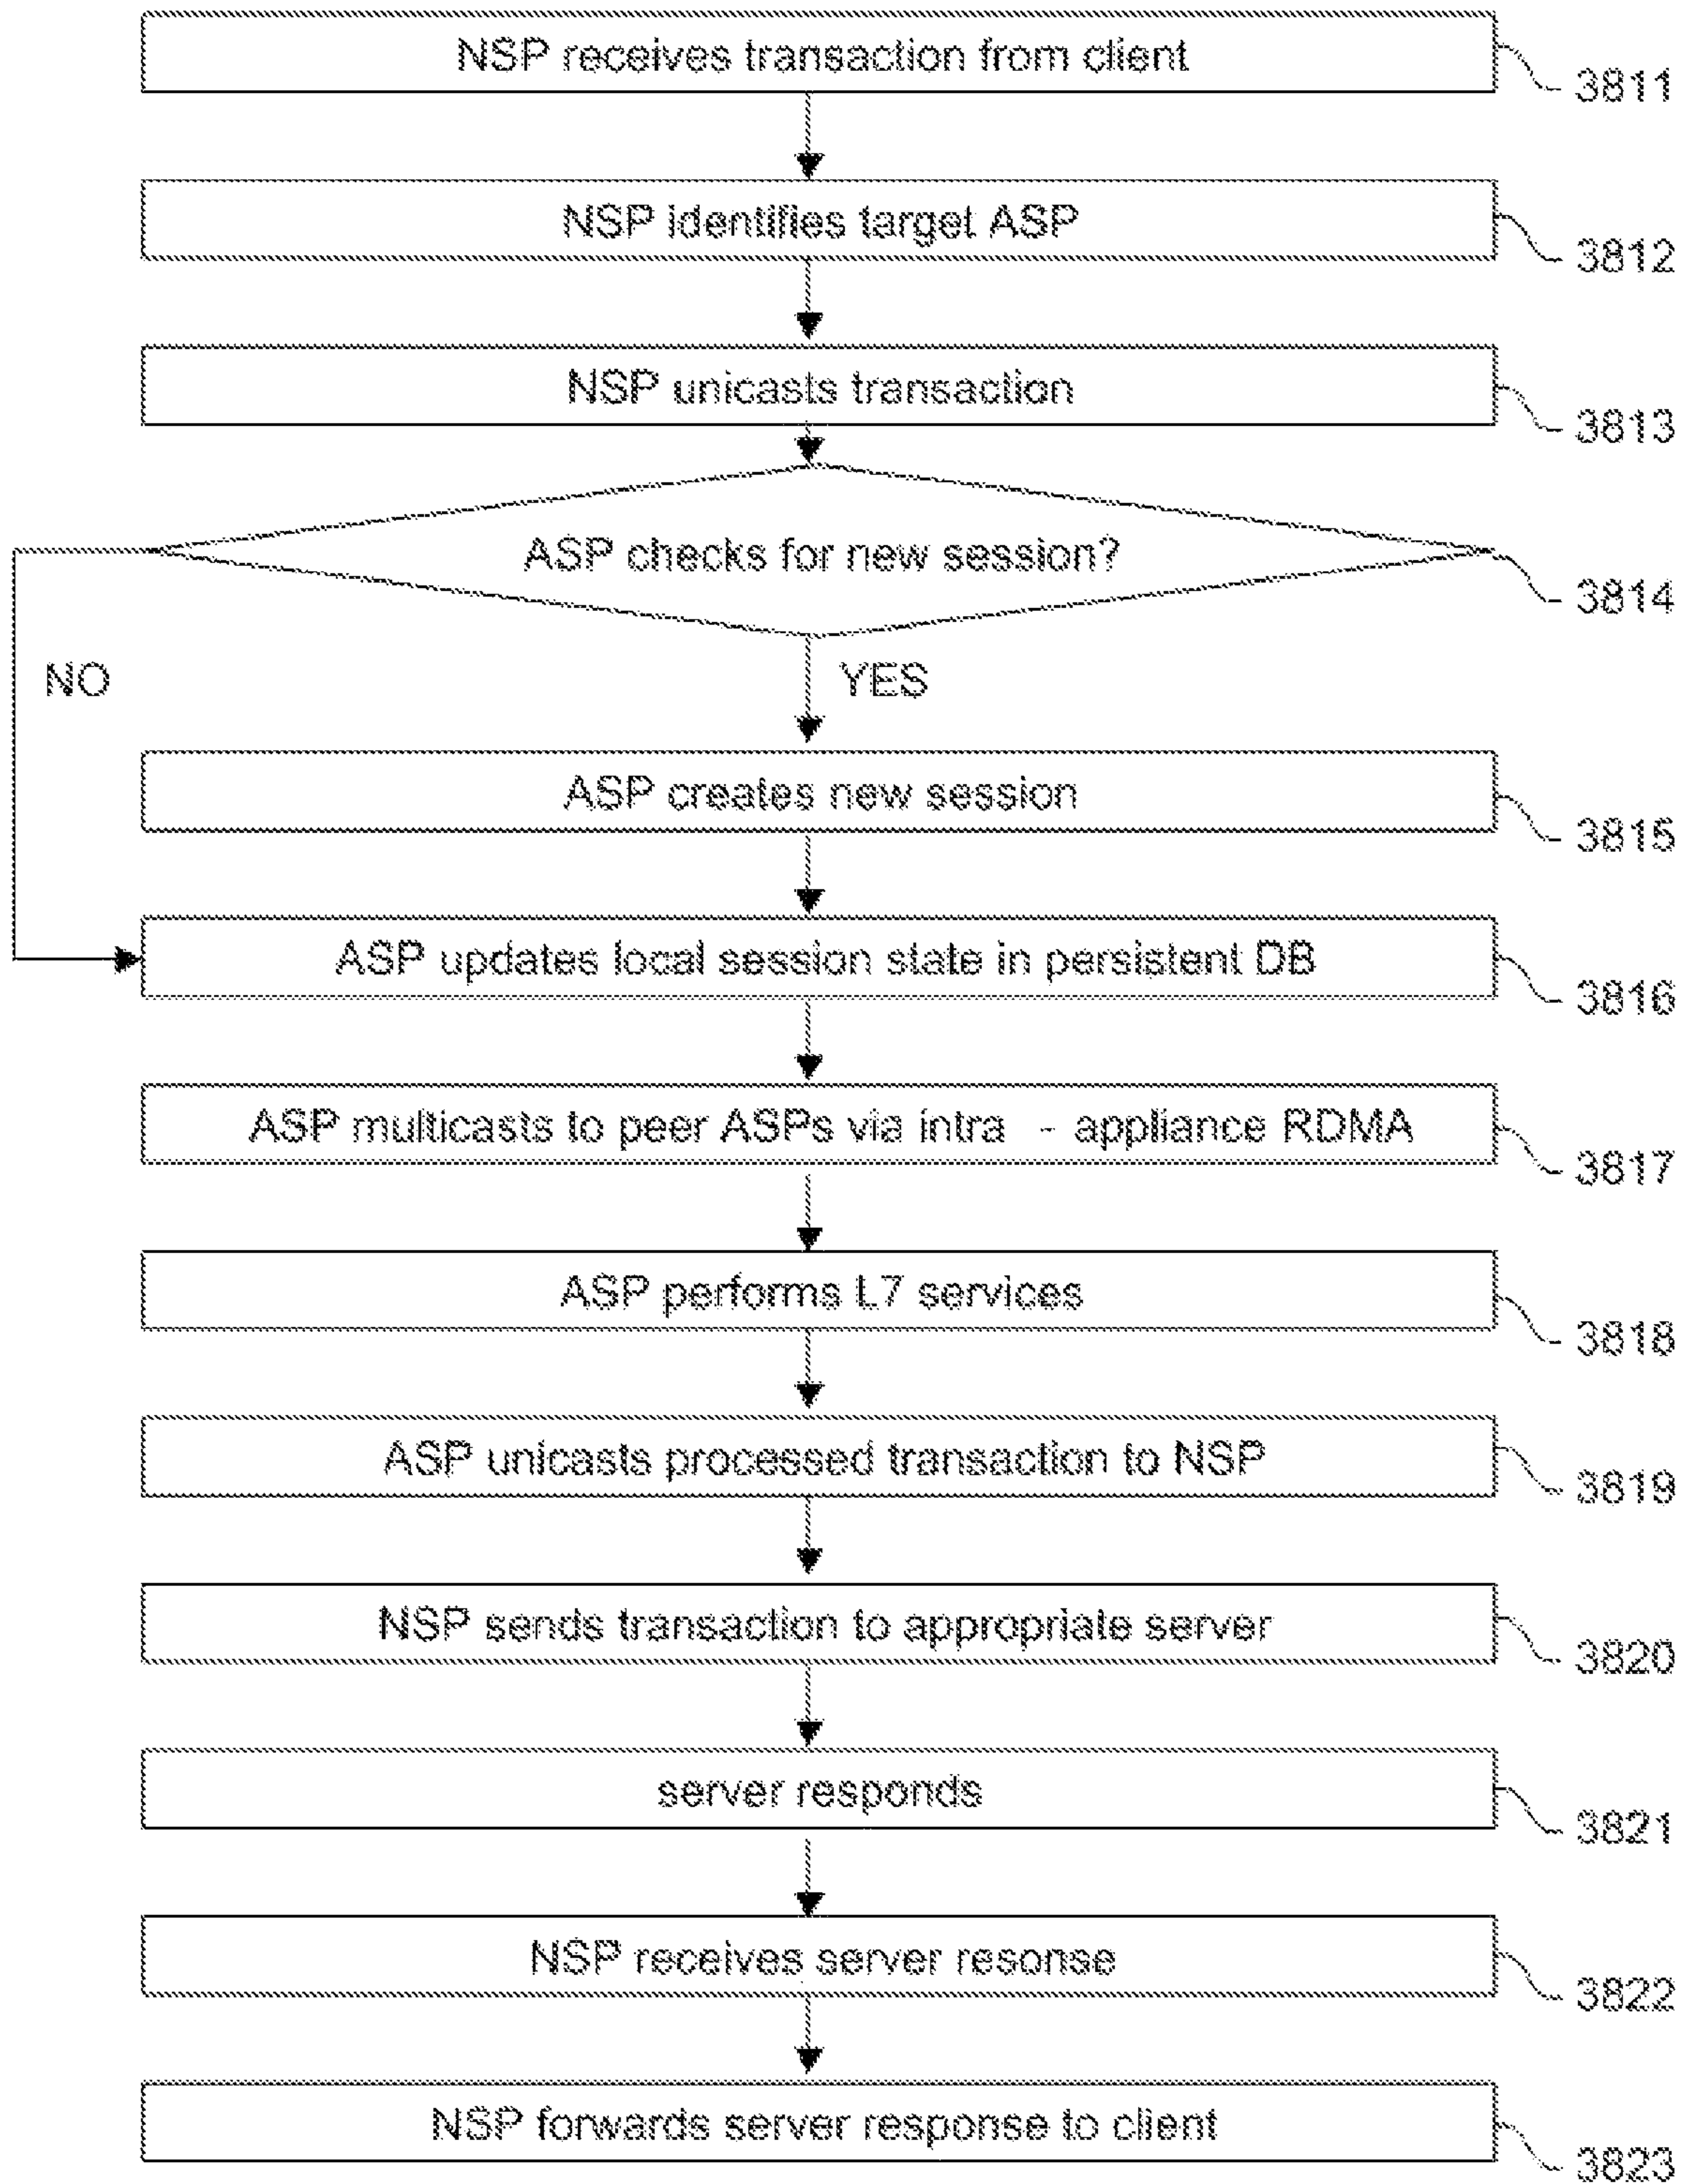 NSP receives transaction from client
3811
NSP identifies target ASP
3812
NSP unicasts transaction
3813
ASP checks for new session?
3814
NO
YES
ASP creates new session
3815
ASP updates local session state in persistent DB
3816
ASP multicasts to peer ASPs via intra - appliance RDMA
3817
ASP performs L7 services
3818
ASP unicasts processed transaction to NSP
3819
NSP sends transaction to appropriate server
3820
server responds
3821
NSP receives server resonse
3822
NSP forwards server response to client
3823